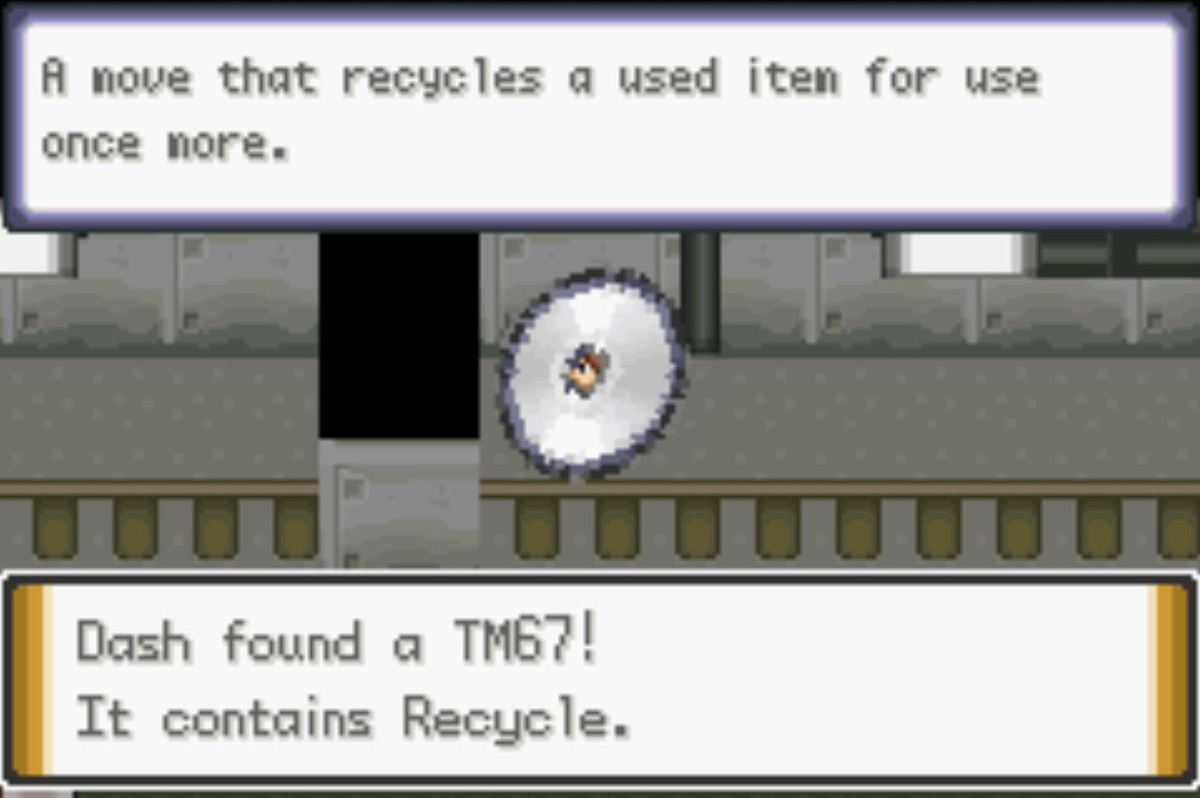 A move that recycles a used item for use
once more.
Dash found a TM67!
It contains Recycle.